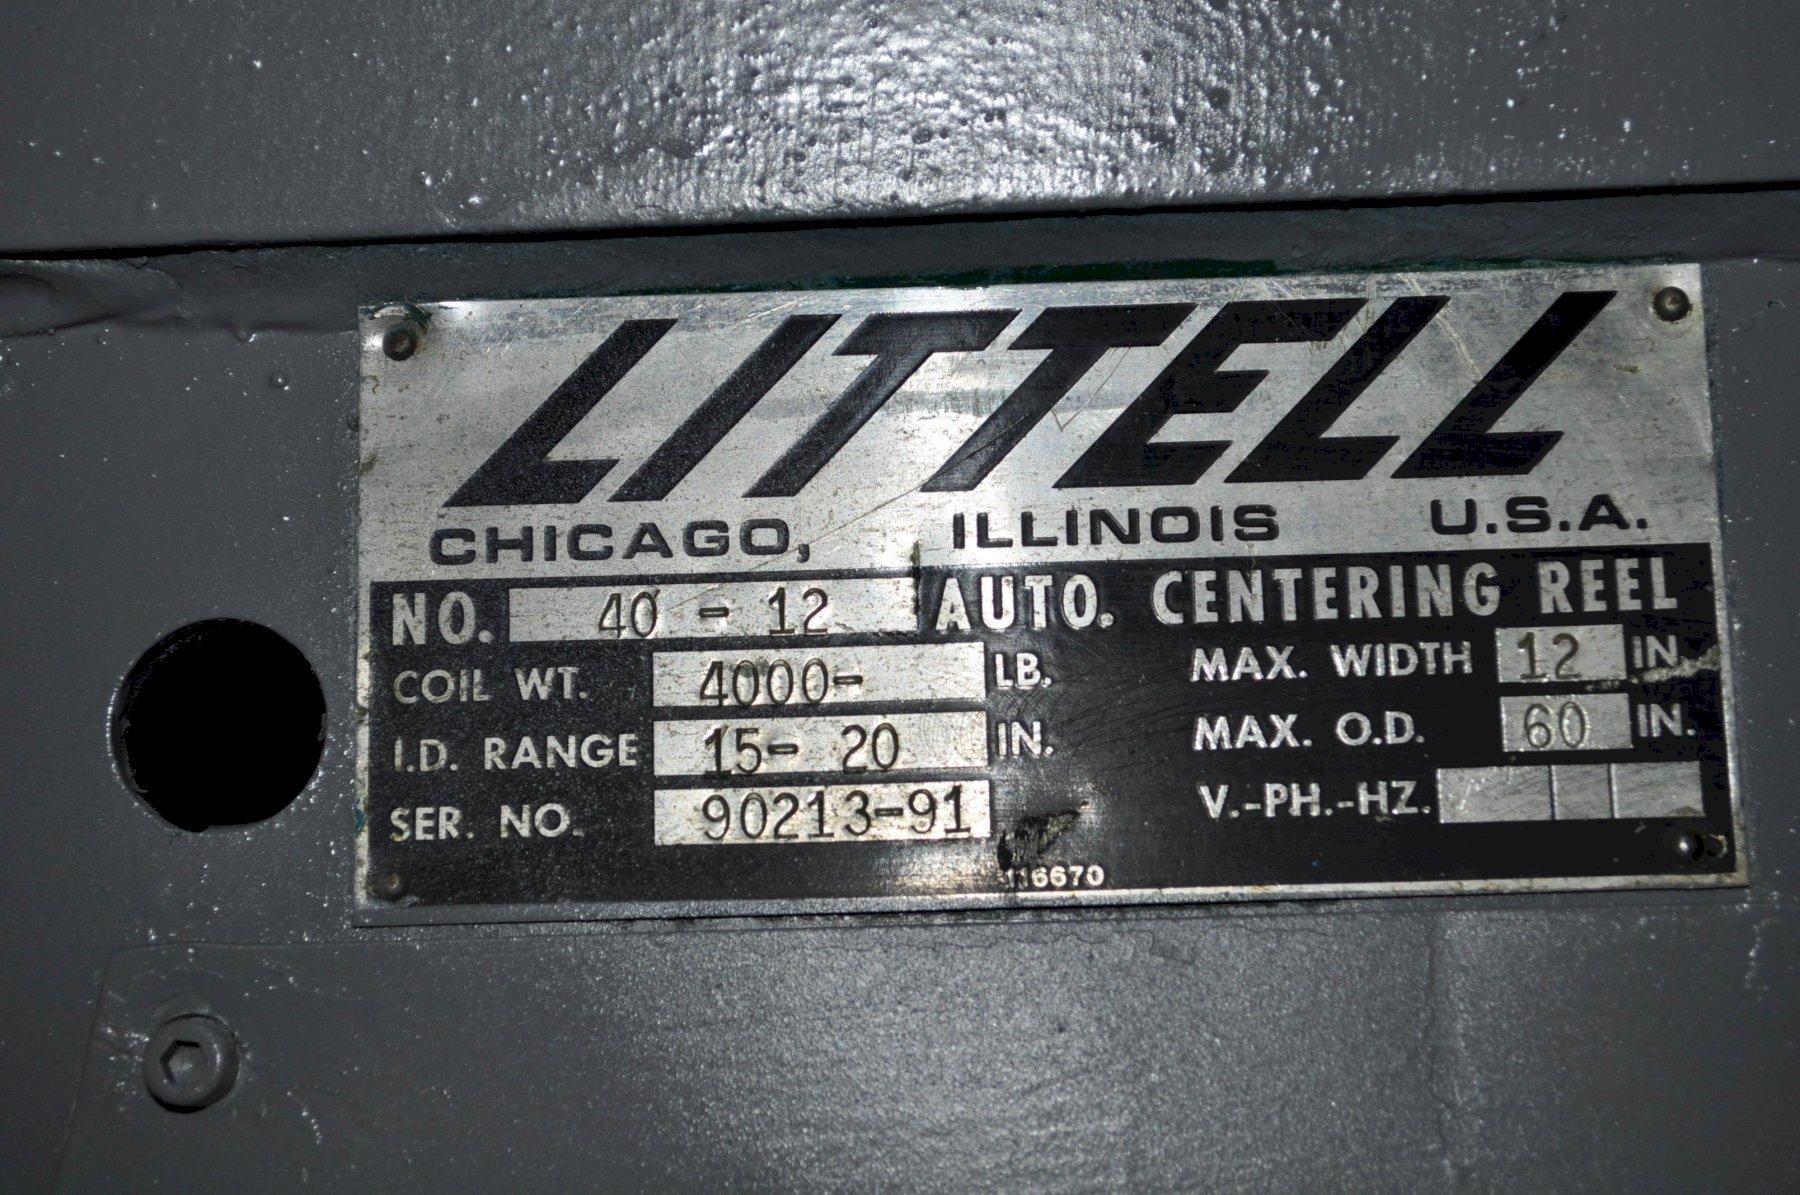 LITTELL
CHICAGO, ILLINOIS U.S.A.
NO. 40 - 12 AUTO. CENTERING REEL
COIL WT. 4000- LB. MAX. WIDTH 12 IN.
I.D. RANGE 15- 20 IN. MAX. O.D. 60 IN.
SER. NO. 90213-91 V.-PH.-HZ.
116670